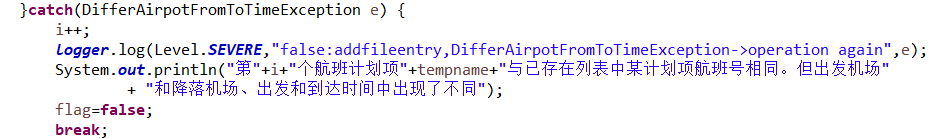 }catch(DifferAirpotFromToTimeException e) {
i++;
Logger.log(Level.SEVERE,"false:addfileentry,DifferAirpotFromToTimeException->operation again",e);
System.out.println("第"+i+"个航班计划项"+tempname+"与已存在列表中某计划项航班号相同。但出发机场"
+ "和降落机场、出发和到达时间中出现了不同");
flag=false;
break;